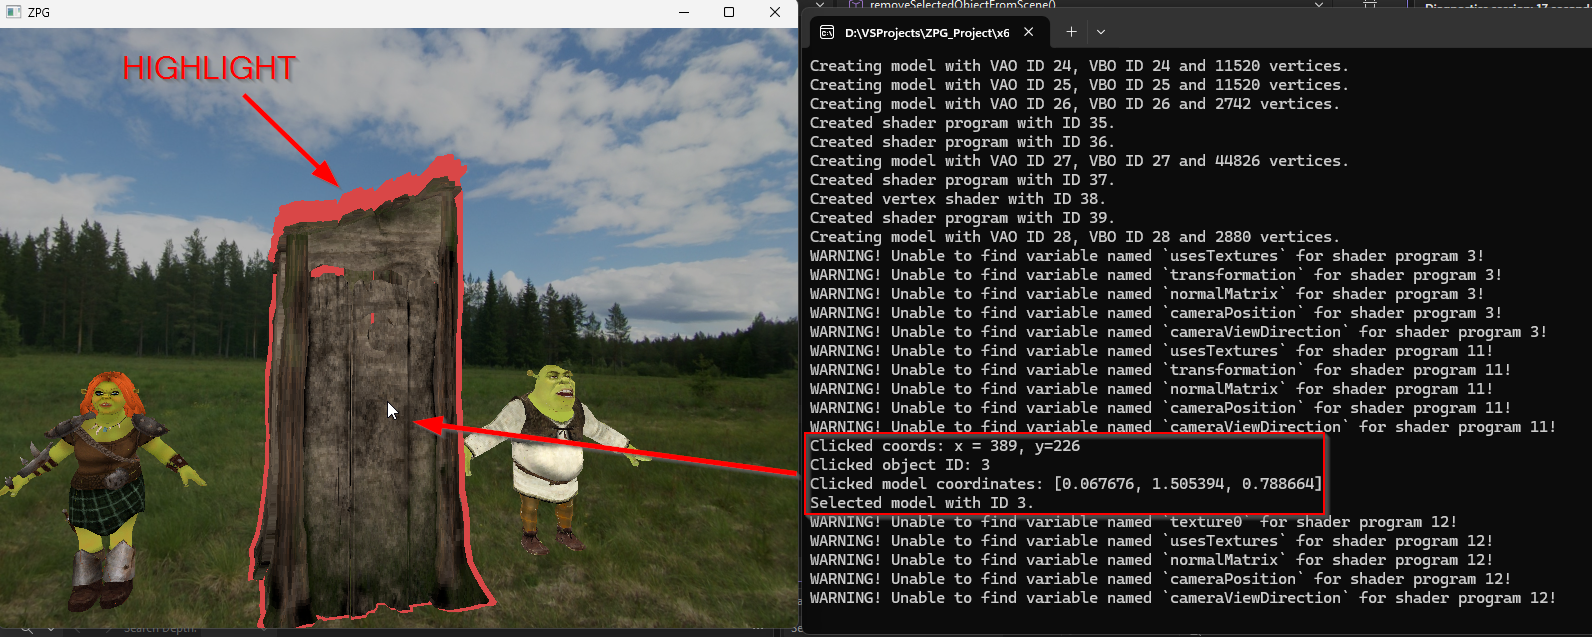 ZPG
HIGHLIGHT
removeSelectedObjectFromScene()
D:\VSProjects\ZPG_Project\x6
Creating model with VAO ID 24, VBO ID 24 and 11520 vertices.
Creating model with VAO ID 25, VBO ID 25 and 11520 vertices.
Creating model with VAO ID 26, VBO ID 26 and 2742 vertices.
Created shader program with ID 35.
Created shader program with ID 36.
Creating model with VAO ID 27, VBO ID 27 and 44826 vertices.
Created shader program with ID 37.
Created vertex shader with ID 38.
Created shader program with ID 39.
Creating model with VAO ID 28, VBO ID 28 and 2880 vertices.
WARNING! Unable to find variable named `usesTextures` for shader program 3!
WARNING! Unable to find variable named `transformation` for shader program 3!
WARNING! Unable to find variable named `normalMatrix` for shader program 3!
WARNING! Unable to find variable named `cameraPosition` for shader program 3!
WARNING! Unable to find variable named `cameraViewDirection` for shader program 3!
WARNING! Unable to find variable named `usesTextures` for shader program 11!
WARNING! Unable to find variable named `transformation` for shader program 11!
WARNING! Unable to find variable named `normalMatrix` for shader program 11!
WARNING! Unable to find variable named `cameraPosition` for shader program 11!
WARNING! Unable to find variable named `cameraViewDirection` for shader program 11!
Clicked coords: x = 389, y=226
Clicked object ID: 3
Clicked model coordinates: [0.067676, 1.505394, 0.788664]
Selected model with ID 3.
WARNING! Unable to find variable named `texture0` for shader program 12!
WARNING! Unable to find variable named `usesTextures` for shader program 12!
WARNING! Unable to find variable named `normalMatrix` for shader program 12!
WARNING! Unable to find variable named `cameraPosition` for shader program 12!
WARNING! Unable to find variable named `cameraViewDirection` for shader program 12!
Search Depth: